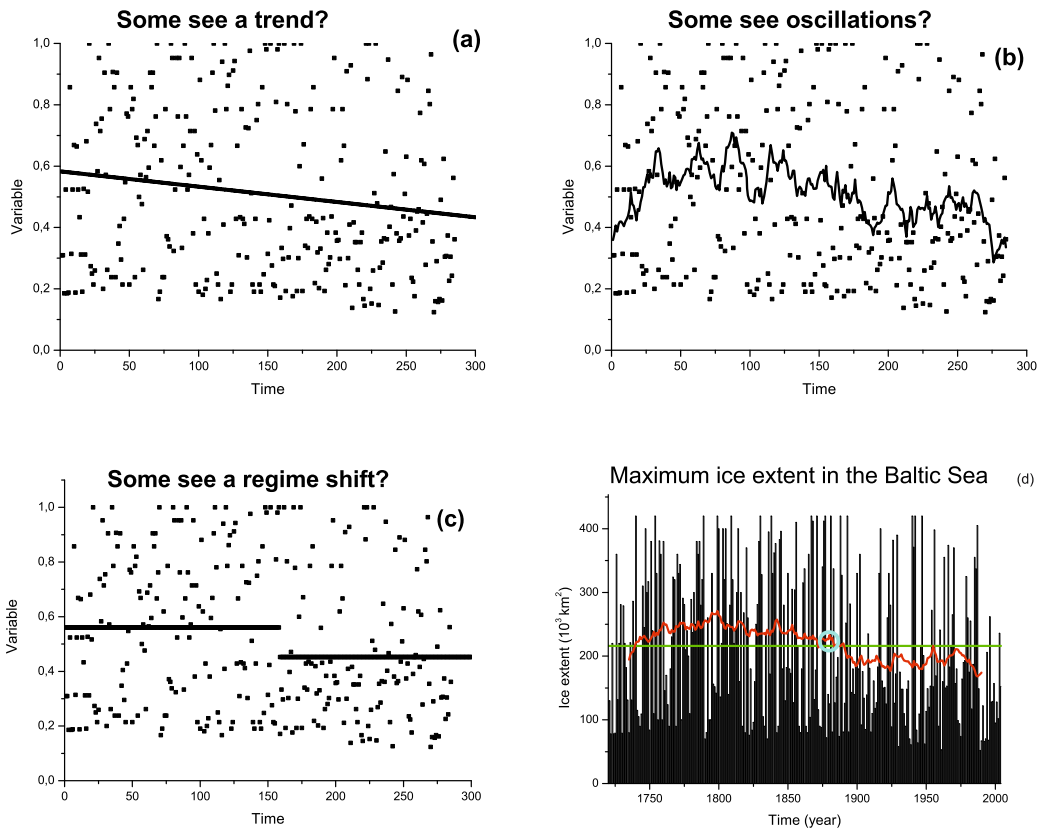 Some see a trend?
(a)
1,0
0,8
0,6
0,4
0,2
0,0
Variable
0 50 100 150 200 250 300
Time
Some see oscillations?
(b)
1,0
0,8
0,6
0,4
0,2
0,0
Variable
0 50 100 150 200 250 300
Time
Some see a regime shift?
(c)
1,0
0,8
0,6
0,4
0,2
0,0
Variable
0 50 100 150 200 250 300
Time
Maximum ice extent in the Baltic Sea
(d)
400
300
200
100
0
Ice extent (10³ km²)
1750 1800 1850 1900 1950 2000
Time (year)